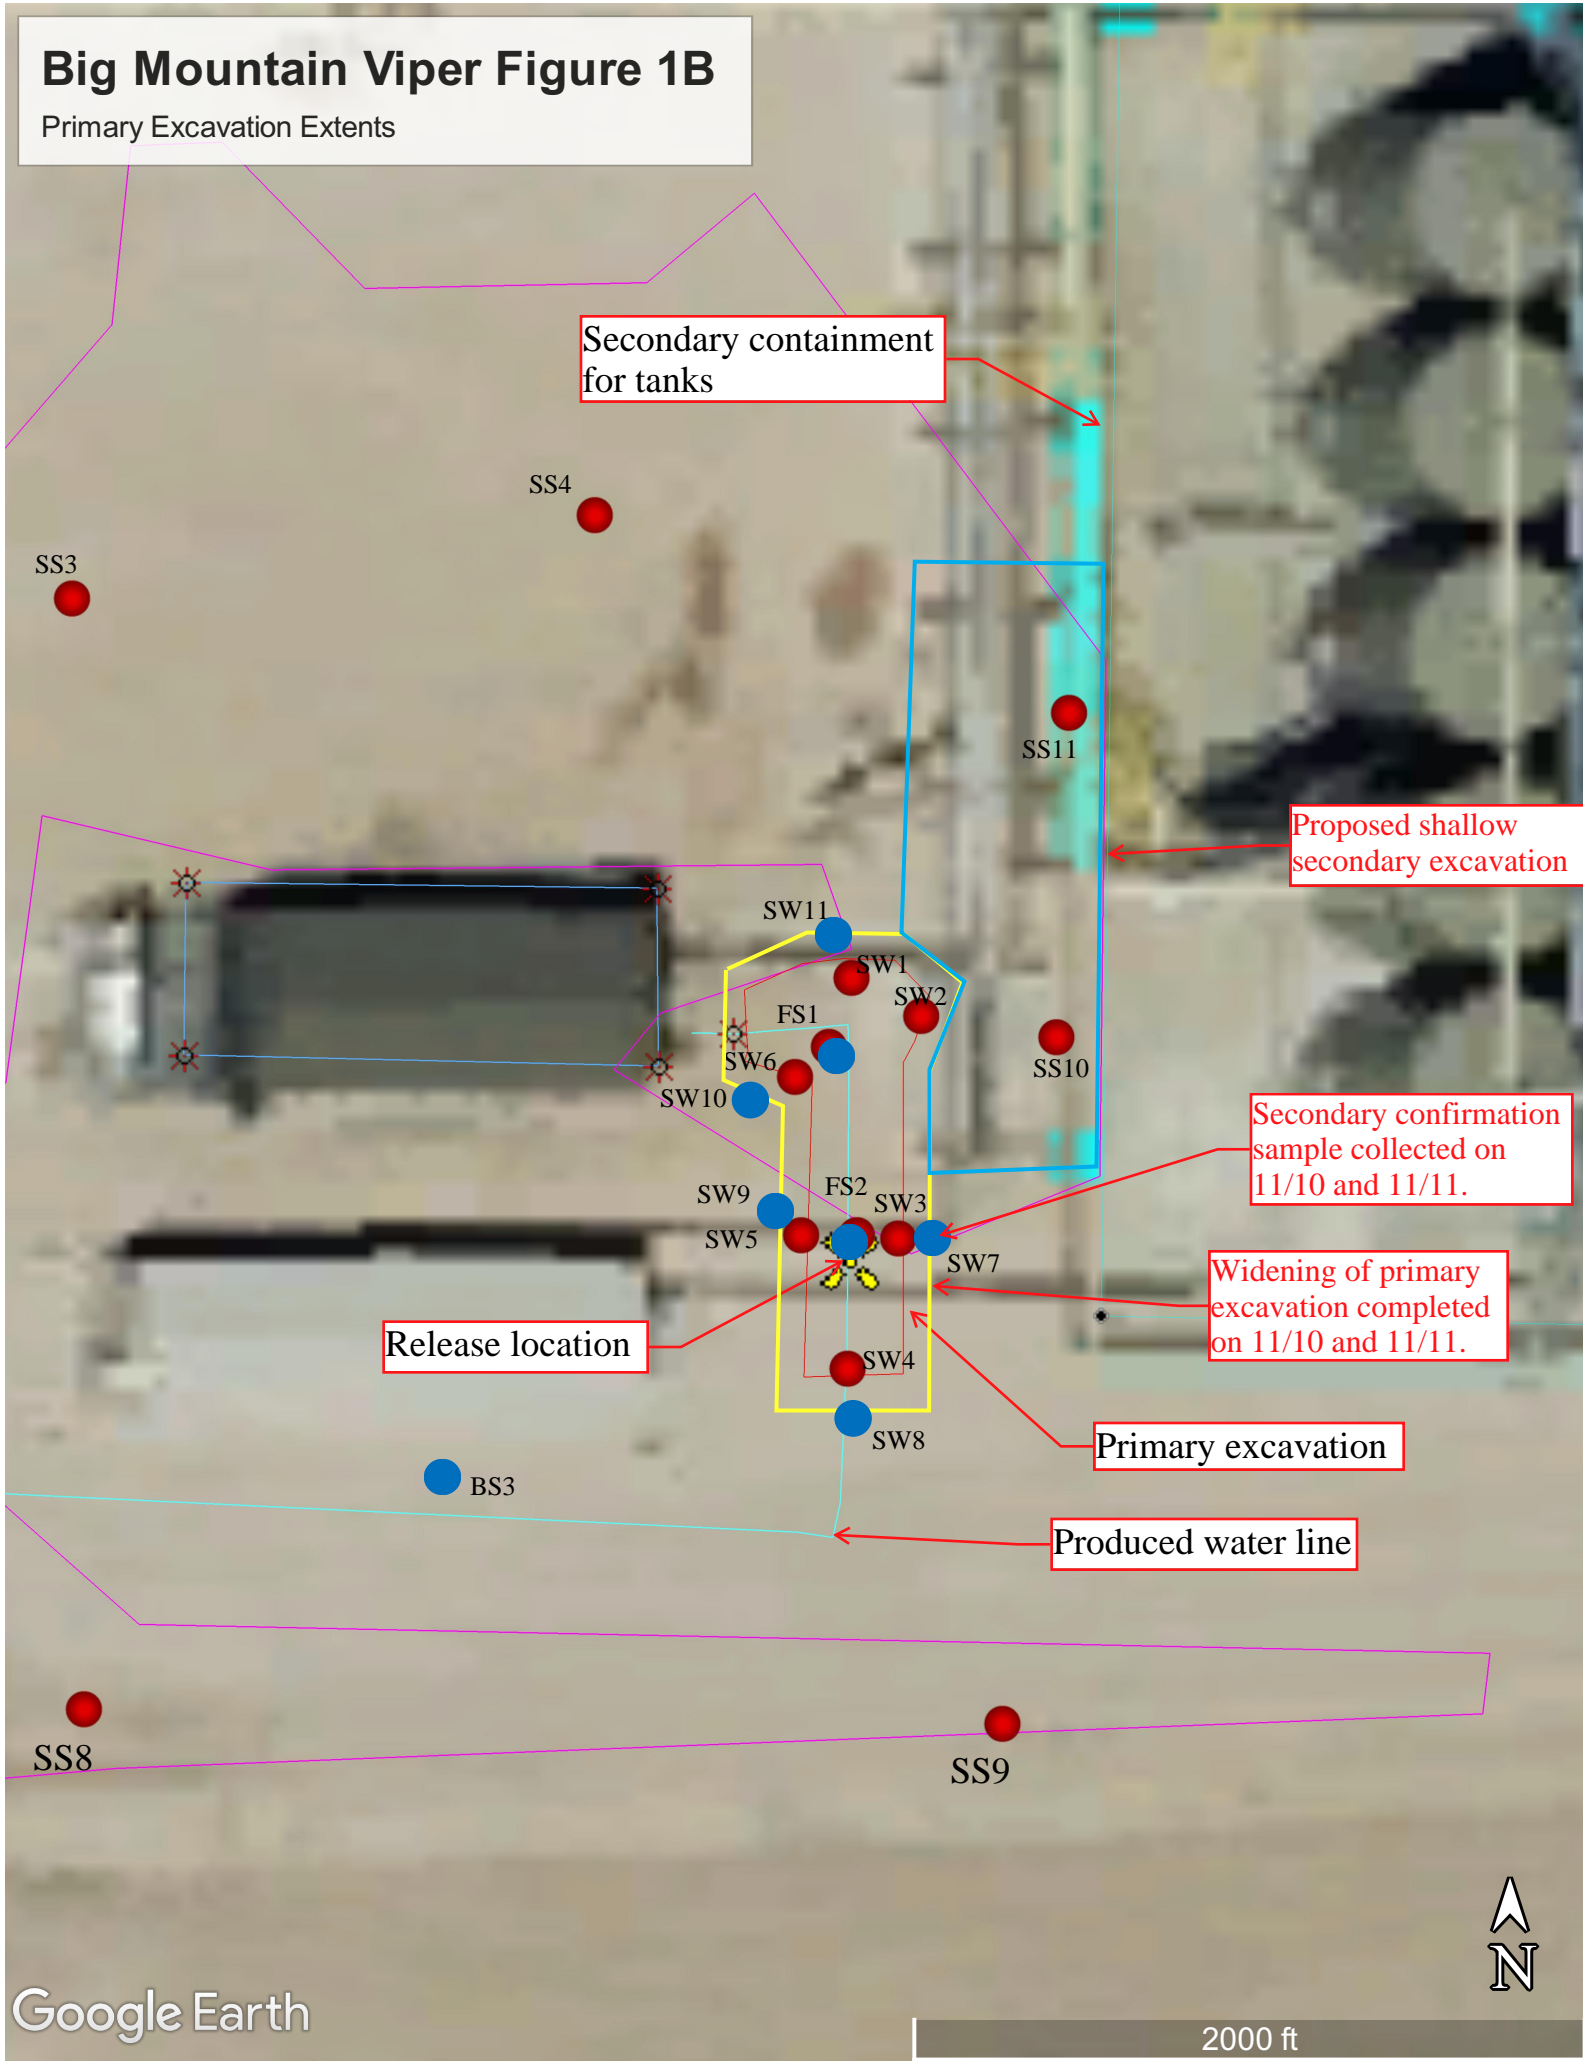 Big Mountain Viper Figure 1B
Primary Excavation Extents
Secondary containment
for tanks
SS4
SS3
SS11
Proposed shallow
secondary excavation
SW11
SW1
SW2
FS1
SW6
SS10
SW10
Secondary confirmation
sample collected on
11/10 and 11/11.
FS2
SW9
SW3
SW5
SW7
Widening of primary
excavation completed
on 11/10 and 11/11.
Release location
SW4
Primary excavation
SW8
BS3
Produced water line
SS8
SS9
N
Google Earth
2000 ft